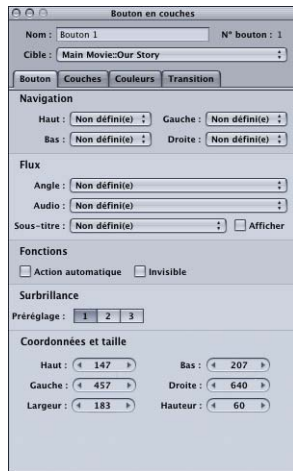 Bouton en couches
Nom : Bouton 1 N° bouton : 1
Cible : Main Movie::Our Story
Bouton Couches Couleurs Transition
Navigation
Haut : Non défini(e) Gauche : Non défini(e)
Bas : Non défini(e) Droite : Non défini(e)
Flux
Angle : Non défini(e)
Audio : Non défini(e)
Sous-titre : Non défini(e) Afficher
Fonctions
Action automatique Invisible
Surbrillance
Préréglage : 1 2 3
Coordonnées et taille
Haut : 147 Bas : 207
Gauche : 457 Droite : 640
Largeur : 183 Hauteur : 60